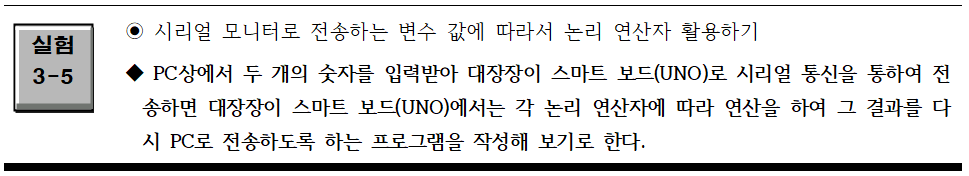 실험
3-5
◉ 시리얼 모니터로 전송하는 변수 값에 따라서 논리 연산자 활용하기
◆ PC상에서 두 개의 숫자를 입력받아 대장장이 스마트 보드(UNO)로 시리얼 통신을 통하여 전
송하면 대장장이 스마트 보드(UNO)에서는 각 논리 연산자에 따라 연산을 하여 그 결과를 다
시 PC로 전송하도록 하는 프로그램을 작성해 보기로 한다.